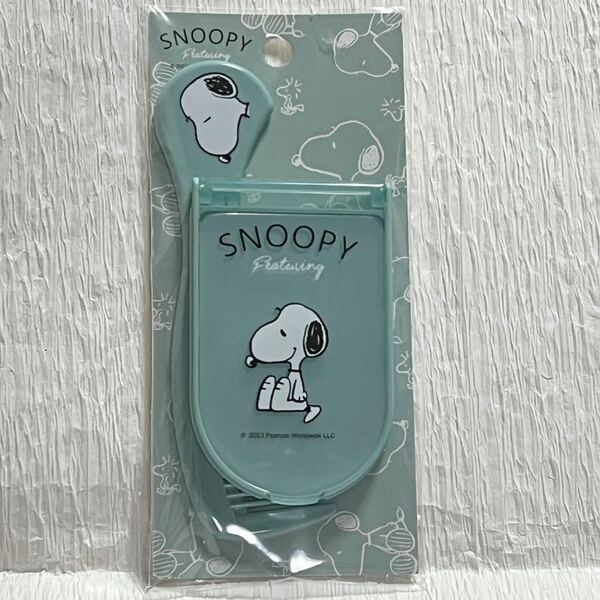 SNOOPY
Featuring
SNOOPY
Featuring
© 2023 Peanuts Worldwide LLC